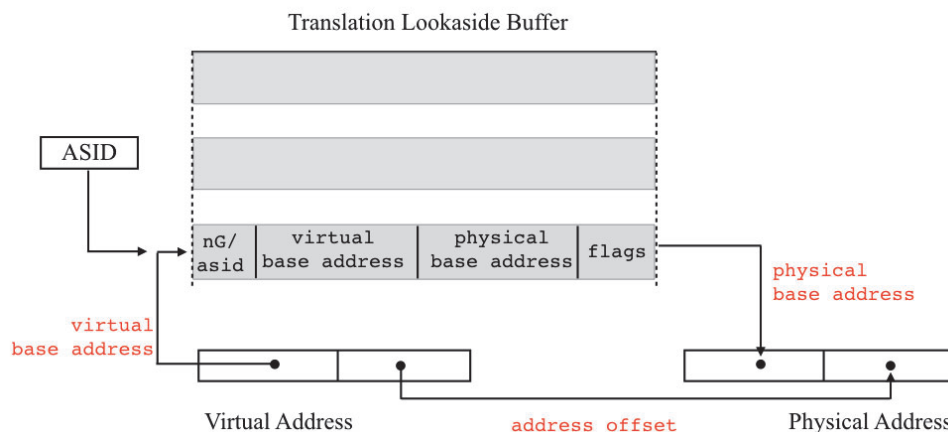 Translation Lookaside Buffer
ASID
nG/
asid
virtual
base address
physical
base address
flags
physical
base address
virtual
base address
Virtual Address
address offset
Physical Address